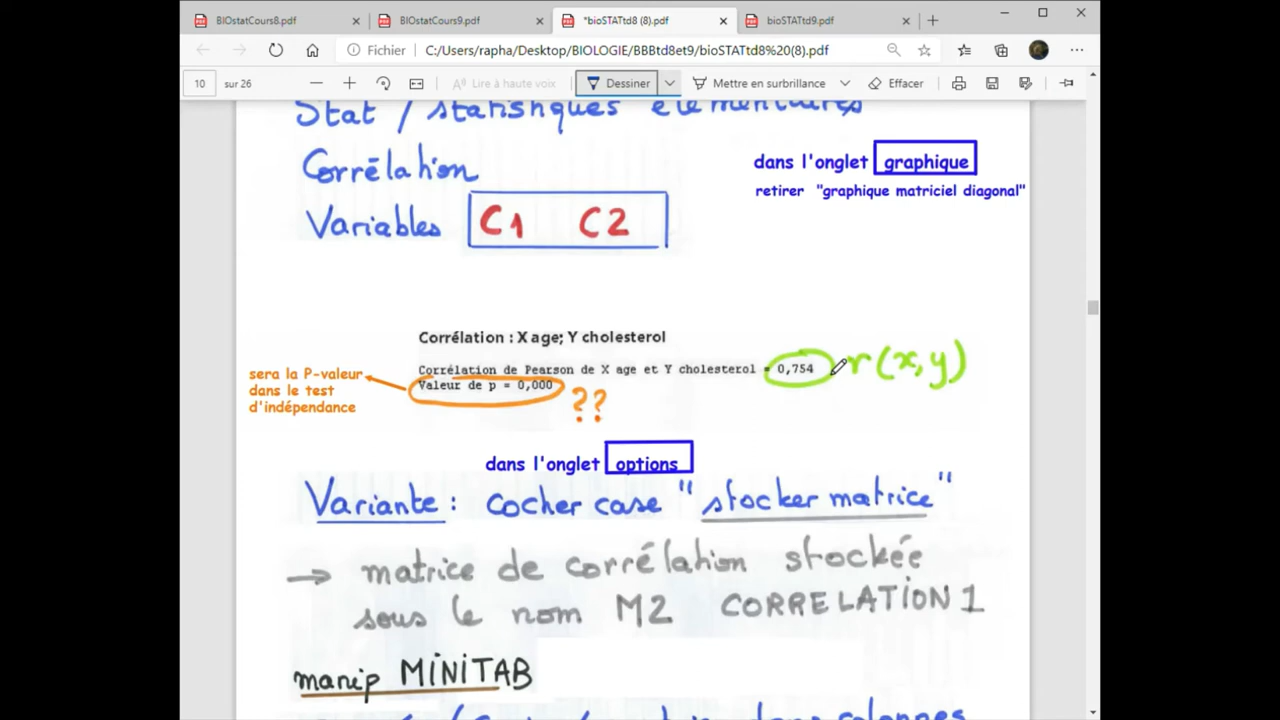 BIOstatCours8.pdf
BIOstatCours9.pdf
*bioSTATtd8 (8).pdf
bioSTATtd9.pdf
Fichier
C:/Users/rapha/Desktop/BIOLOGIE/BBBtd8et9/bioSTATtd8%20(8).pdf
10 sur 26
Lire à haute voix
Dessiner
Mettre en surbrillance
Effacer
Stat / statistiques élémentaires
Corrélation
dans l'onglet graphique
retirer "graphique matriciel diagonal"
Variables C1 C2
Corrélation : X age; Y cholesterol
Corrélation de Pearson de X age et Y cholesterol = 0,754 r(x,y)
Valeur de p = 0,000 ??
sera la P-valeur
dans le test
d'indépendance
dans l'onglet options
Variante : cocher case "stocker matrice"
→ matrice de corrélation stockée
sous le nom M2 CORRELATION1
manip MINITAB